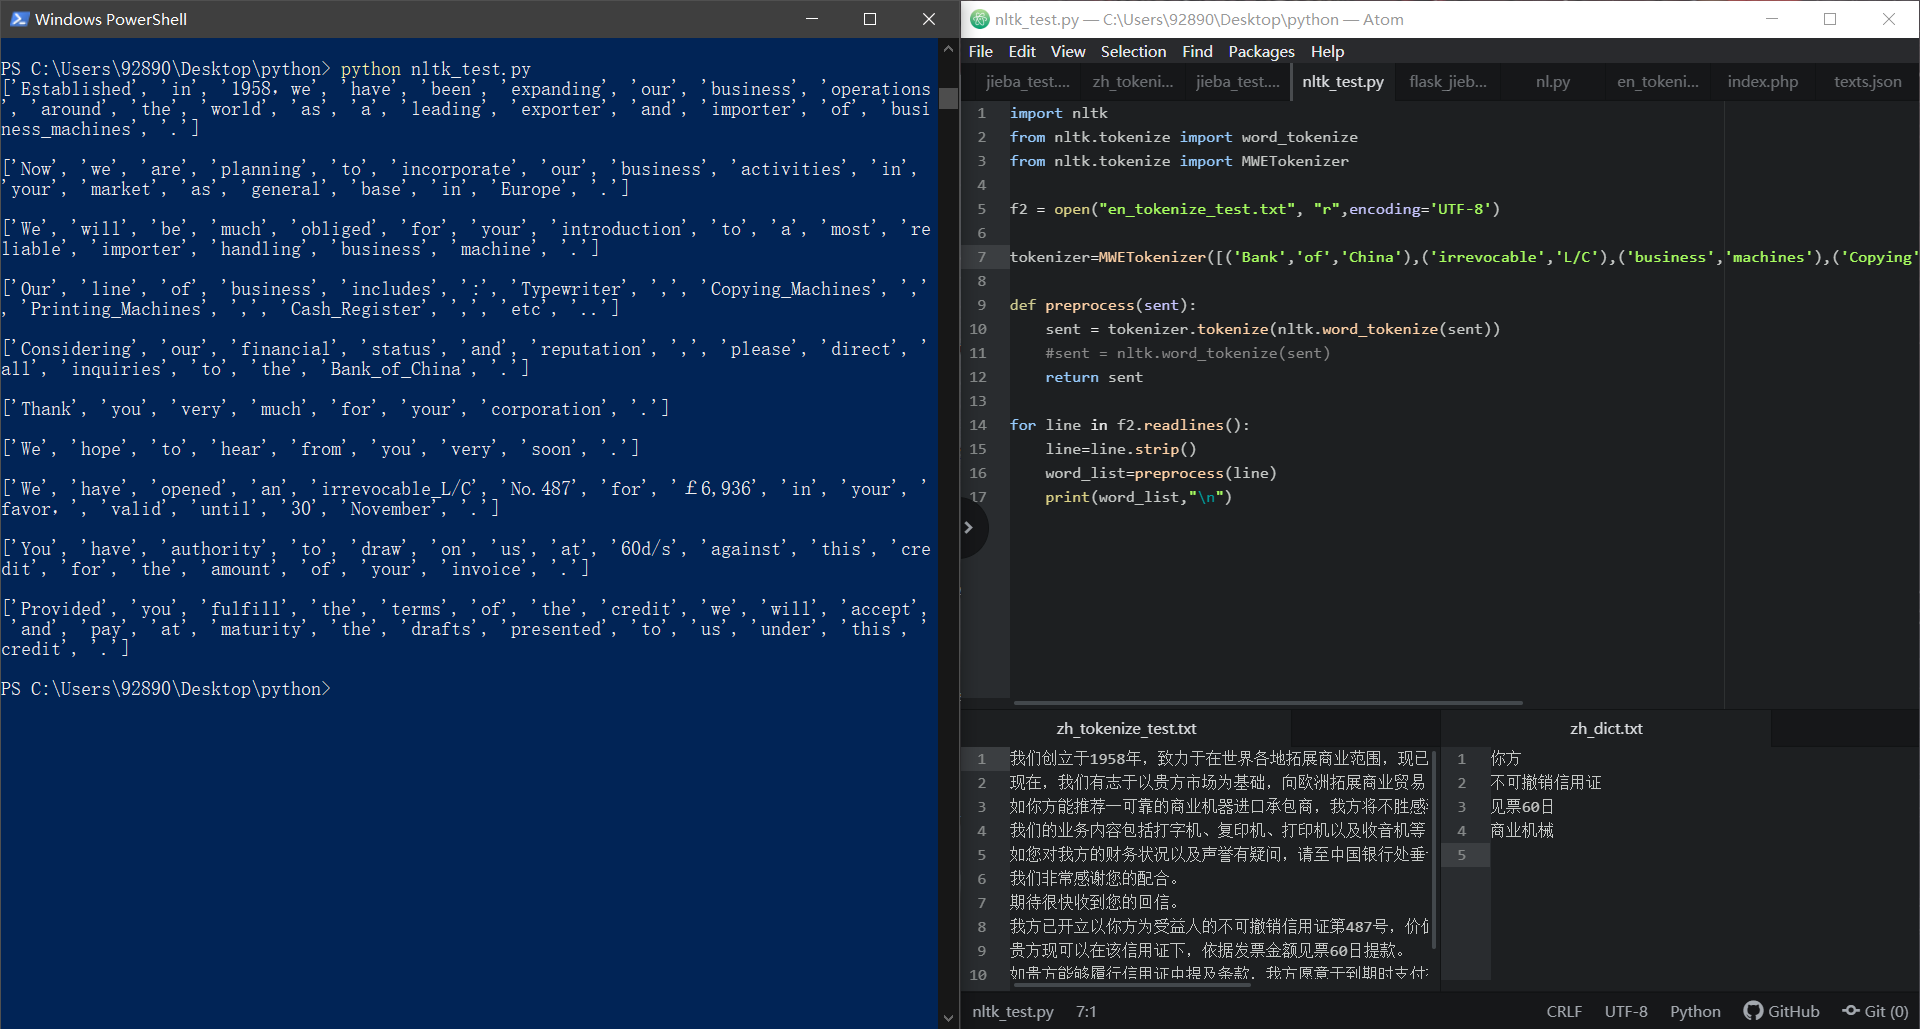 Windows PowerShell
PS C:\Users\92890\Desktop\python> python nltk_test.py
['Established', 'in', '1958，we', 'have', 'been', 'expanding', 'our', 'business', 'operations
', 'around', 'the', 'world', 'as', 'a', 'leading', 'exporter', 'and', 'importer', 'of', 'busi
ness_machines', '.']
['Now', 'we', 'are', 'planning', 'to', 'incorporate', 'our', 'business', 'activities', 'in',
'your', 'market', 'as', 'general', 'base', 'in', 'Europe', '.']
['We', 'will', 'be', 'much', 'obliged', 'for', 'your', 'introduction', 'to', 'a', 'most', 're
liable', 'importer', 'handling', 'business', 'machine', '.']
['Our', 'line', 'of', 'business', 'includes', ':', 'Typewriter', ',', 'Copying_Machines', ','
, 'Printing_Machines', ',', 'Cash_Register', ',', 'etc', '..']
['Considering', 'our', 'financial', 'status', 'and', 'reputation', ',', 'please', 'direct', '
all', 'inquiries', 'to', 'the', 'Bank_of_China', '.']
['Thank', 'you', 'very', 'much', 'for', 'your', 'corporation', '.']
['We', 'hope', 'to', 'hear', 'from', 'you', 'very', 'soon', '.']
['We', 'have', 'opened', 'an', 'irrevocable_L/C', 'No.487', 'for', '￡6,936', 'in', 'your', '
favor，', 'valid', 'until', '30', 'November', '.']
['You', 'have', 'authority', 'to', 'draw', 'on', 'us', 'at', '60d/s', 'against', 'this', 'cre
dit', 'for', 'the', 'amount', 'of', 'your', 'invoice', '.']
['Provided', 'you', 'fulfill', 'the', 'terms', 'of', 'the', 'credit', 'we', 'will', 'accept',
'and', 'pay', 'at', 'maturity', 'the', 'drafts', 'presented', 'to', 'us', 'under', 'this', '
credit', '.']
PS C:\Users\92890\Desktop\python>
nltk_test.py — C:\Users\92890\Desktop\python — Atom
File Edit View Selection Find Packages Help
jieba_test.... zh_tokeni... jieba_test.... nltk_test.py flask_jieb... nl.py en_tokeni... index.php texts.json
1 import nltk
2 from nltk.tokenize import word_tokenize
3 from nltk.tokenize import MWETokenizer
4
5 f2 = open("en_tokenize_test.txt", "r",encoding='UTF-8')
6
7 tokenizer=MWETokenizer([('Bank','of','China'),('irrevocable','L/C'),('business','machines'),('Copying'
8
9 def preprocess(sent):
10 sent = tokenizer.tokenize(nltk.word_tokenize(sent))
11 #sent = nltk.word_tokenize(sent)
12 return sent
13
14 for line in f2.readlines():
15 line=line.strip()
16 word_list=preprocess(line)
17 print(word_list,"\n")
zh_tokenize_test.txt
1 我们创立于1958年，致力于在世界各地拓展商业范围，现已
2 现在，我们有志于以贵方市场为基础，向欧洲拓展商业贸易
3 如你方能推荐一可靠的商业机器进口承包商，我方将不胜感
4 我们的业务内容包括打字机、复印机、打印机以及收音机等
5 如您对我方的财务状况以及声誉有疑问，请至中国银行处垂
6 我们非常感谢您的配合。
7 期待很快收到您的回信。
8 我方已开立以你方为受益人的不可撤销信用证第487号，价
9 贵方现可以在该信用证下，依据发票金额见票60日提款。
10 如贵方能够履行信用证中提及条款，我方愿意于到期时支付
zh_dict.txt
1 你方
2 不可撤销信用证
3 见票60日
4 商业机械
5
nltk_test.py 7:1 CRLF UTF-8 Python GitHub Git (0)